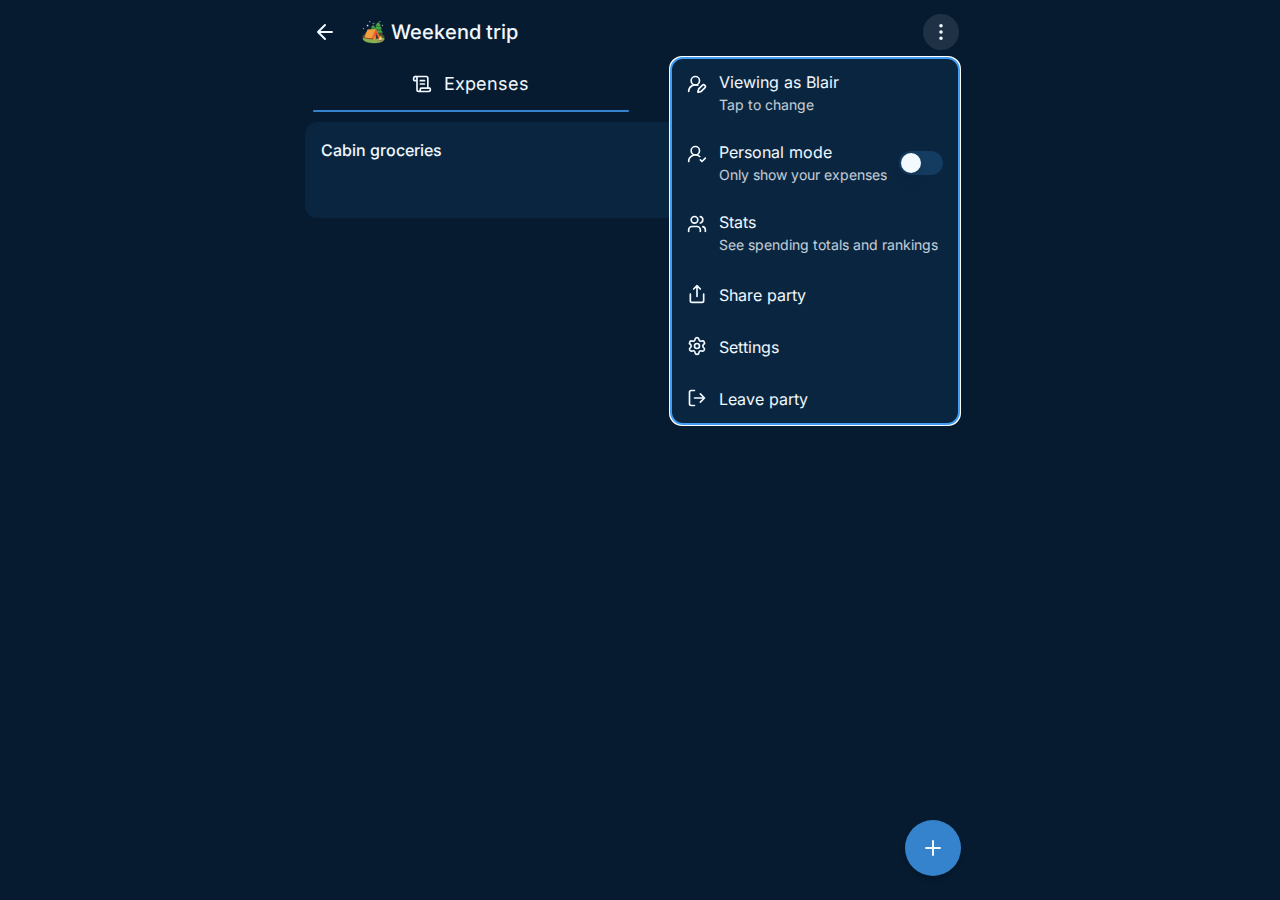 🏕️ Weekend trip
Expenses
Cabin groceries
Viewing as Blair
Tap to change
Personal mode
Only show your expenses
Stats
See spending totals and rankings
Share party
Settings
Leave party